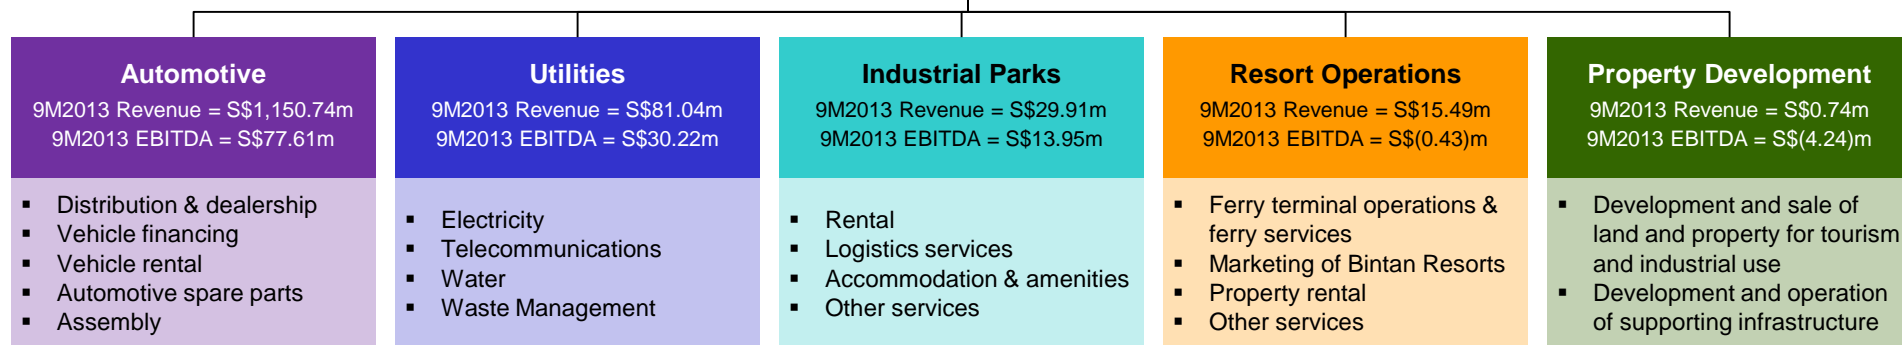 Automotive
9M2013 Revenue = S$1,150.74m
9M2013 EBITDA = S$77.61m
▪ Distribution & dealership
▪ Vehicle financing
▪ Vehicle rental
▪ Automotive spare parts
▪ Assembly
Utilities
9M2013 Revenue = S$81.04m
9M2013 EBITDA = S$30.22m
▪ Electricity
▪ Telecommunications
▪ Water
▪ Waste Management
Industrial Parks
9M2013 Revenue = S$29.91m
9M2013 EBITDA = S$13.95m
▪ Rental
▪ Logistics services
▪ Accommodation & amenities
▪ Other services
Resort Operations
9M2013 Revenue = S$15.49m
9M2013 EBITDA = S$(0.43)m
▪ Ferry terminal operations &
ferry services
▪ Marketing of Bintan Resorts
▪ Property rental
▪ Other services
Property Development
9M2013 Revenue = S$0.74m
9M2013 EBITDA = S$(4.24)m
▪ Development and sale of
land and property for tourism
and industrial use
▪ Development and operation
of supporting infrastructure